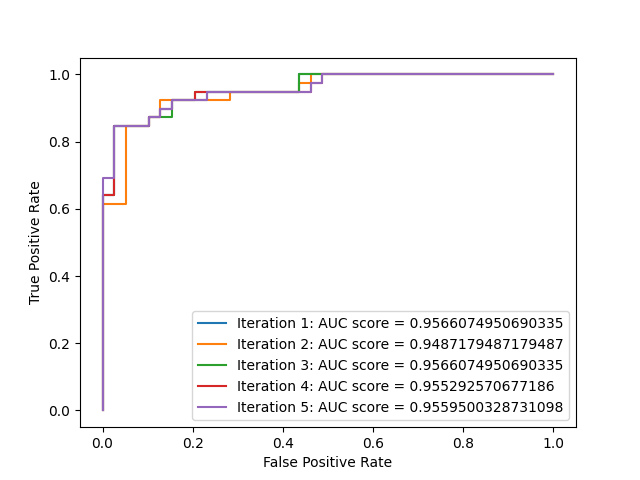 1.0
0.8
0.6
0.4
0.2
0.0
True Positive Rate
Iteration 1: AUC score = 0.9566074950690335
Iteration 2: AUC score = 0.9487179487179487
Iteration 3: AUC score = 0.9566074950690335
Iteration 4: AUC score = 0.955292570677186
Iteration 5: AUC score = 0.9559500328731098
0.0 0.2 0.4 0.6 0.8 1.0
False Positive Rate